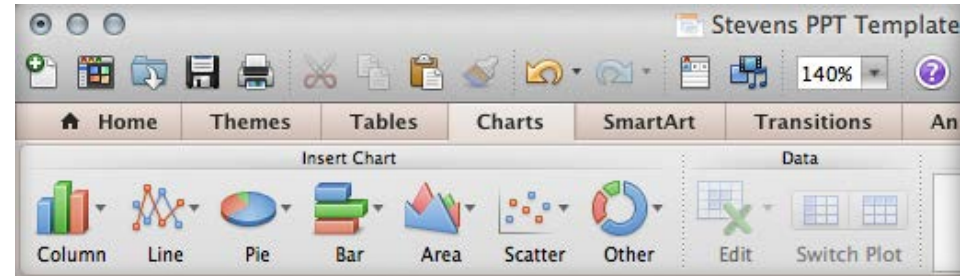 Stevens PPT Template
140%
Home Themes Tables Charts SmartArt Transitions An
Insert Chart Data
Column Line Pie Bar Area Scatter Other Edit Switch Plot